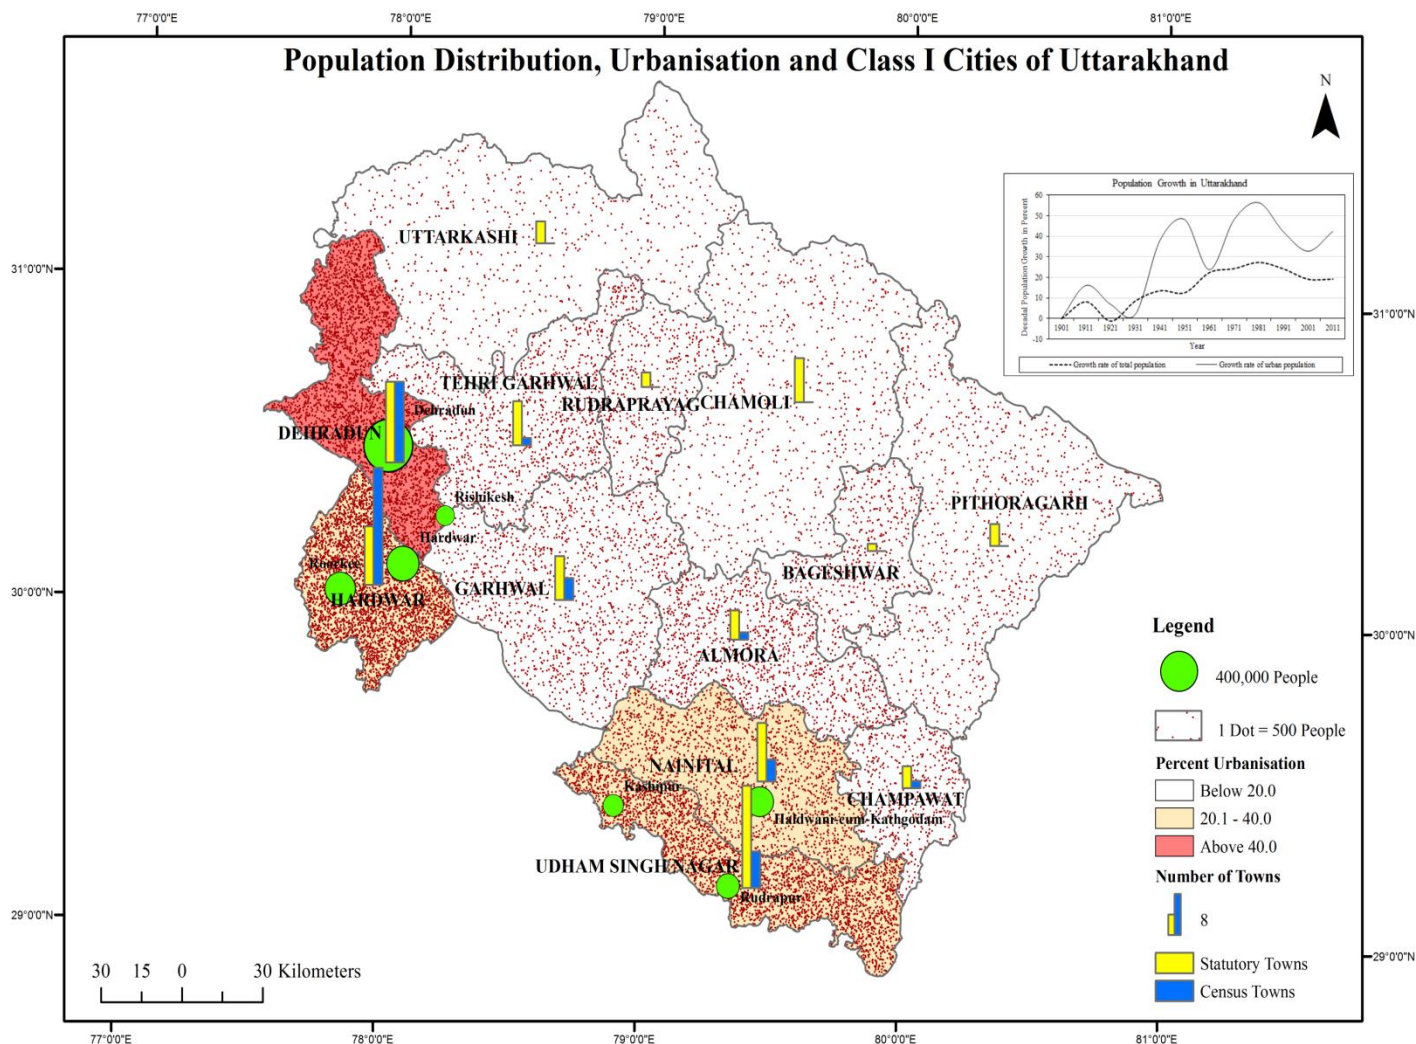 77°0'0"E 78°0'0"E 79°0'0"E 80°0'0"E 81°0'0"E
Population Distribution, Urbanisation and Class I Cities of Uttarakhand
N
Population Growth in Uttarakhand
Decadal Population Growth in Percent
60
50
40
30
20
10
0
-10
1901 1911 1921 1931 1941 1951 1961 1971 1981 1991 2001 2011
Year
Growth rate of total population Growth rate of urban population
UTTARKASHI
31°0'0"N
31°0'0"N
TEHRI GARHWAL
RUDRAPRAYAG
CHAMOLI
Dehradun
DEHRADUN
Rishikesh
PITHORAGARH
Hardwar
Roorkee
BAGESHWAR
GARHWAL
30°0'0"N
HARDWAR
30°0'0"N
ALMORA
NAINITAL
Kashipur
CHAMPAWAT
Haldwani-cum-Kathgodam
UDHAM SINGH NAGAR
Rudrapur
29°0'0"N
29°0'0"N
Legend
400,000 People
1 Dot = 500 People
Percent Urbanisation
Below 20.0
20.1 - 40.0
Above 40.0
Number of Towns
8
Statutory Towns
Census Towns
30 15 0 30 Kilometers
77°0'0"E 78°0'0"E 79°0'0"E 80°0'0"E 81°0'0"E